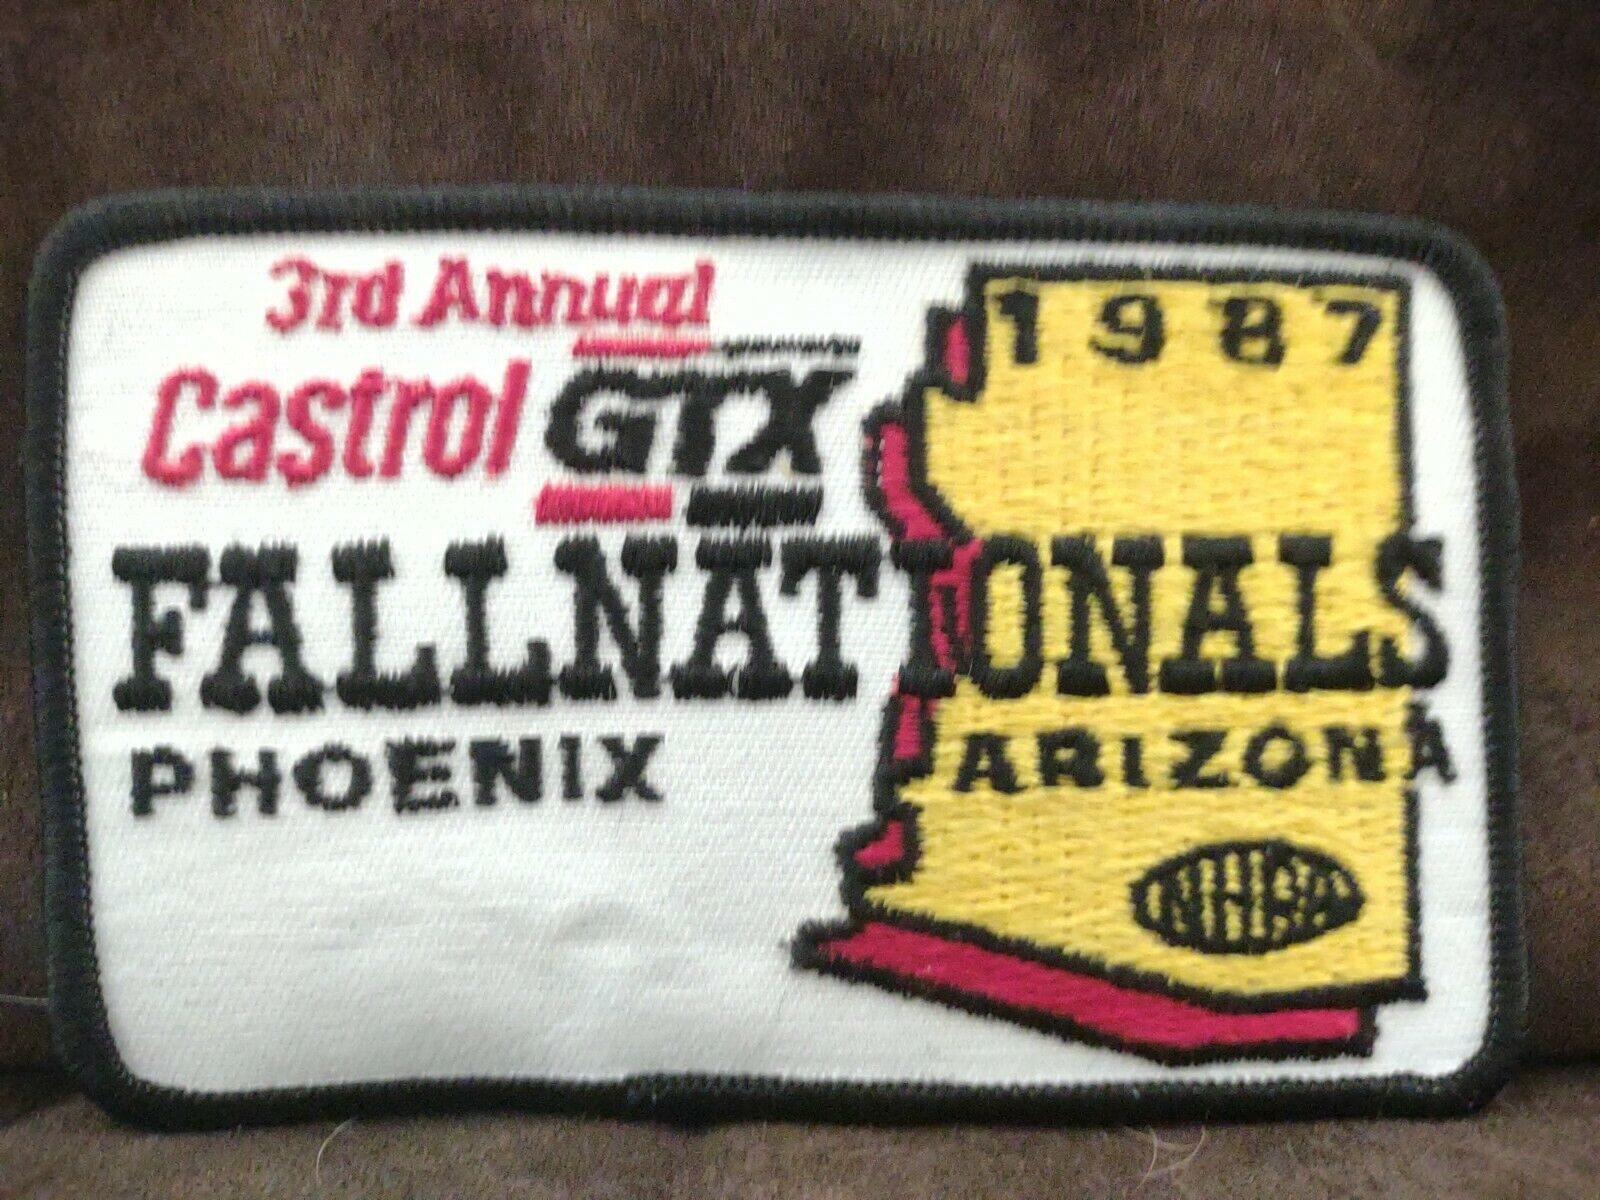 3rd Annual
Castrol GTX
1987
FALLNATIONALS
PHOENIX ARIZONA
NHRA